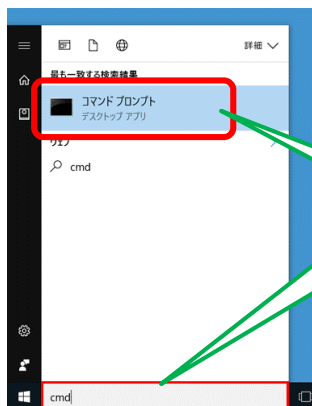 詳細
最も一致する検索結果
コマンド プロンプト
デスクトップ アプリ
ウェブ
cmd
cmd